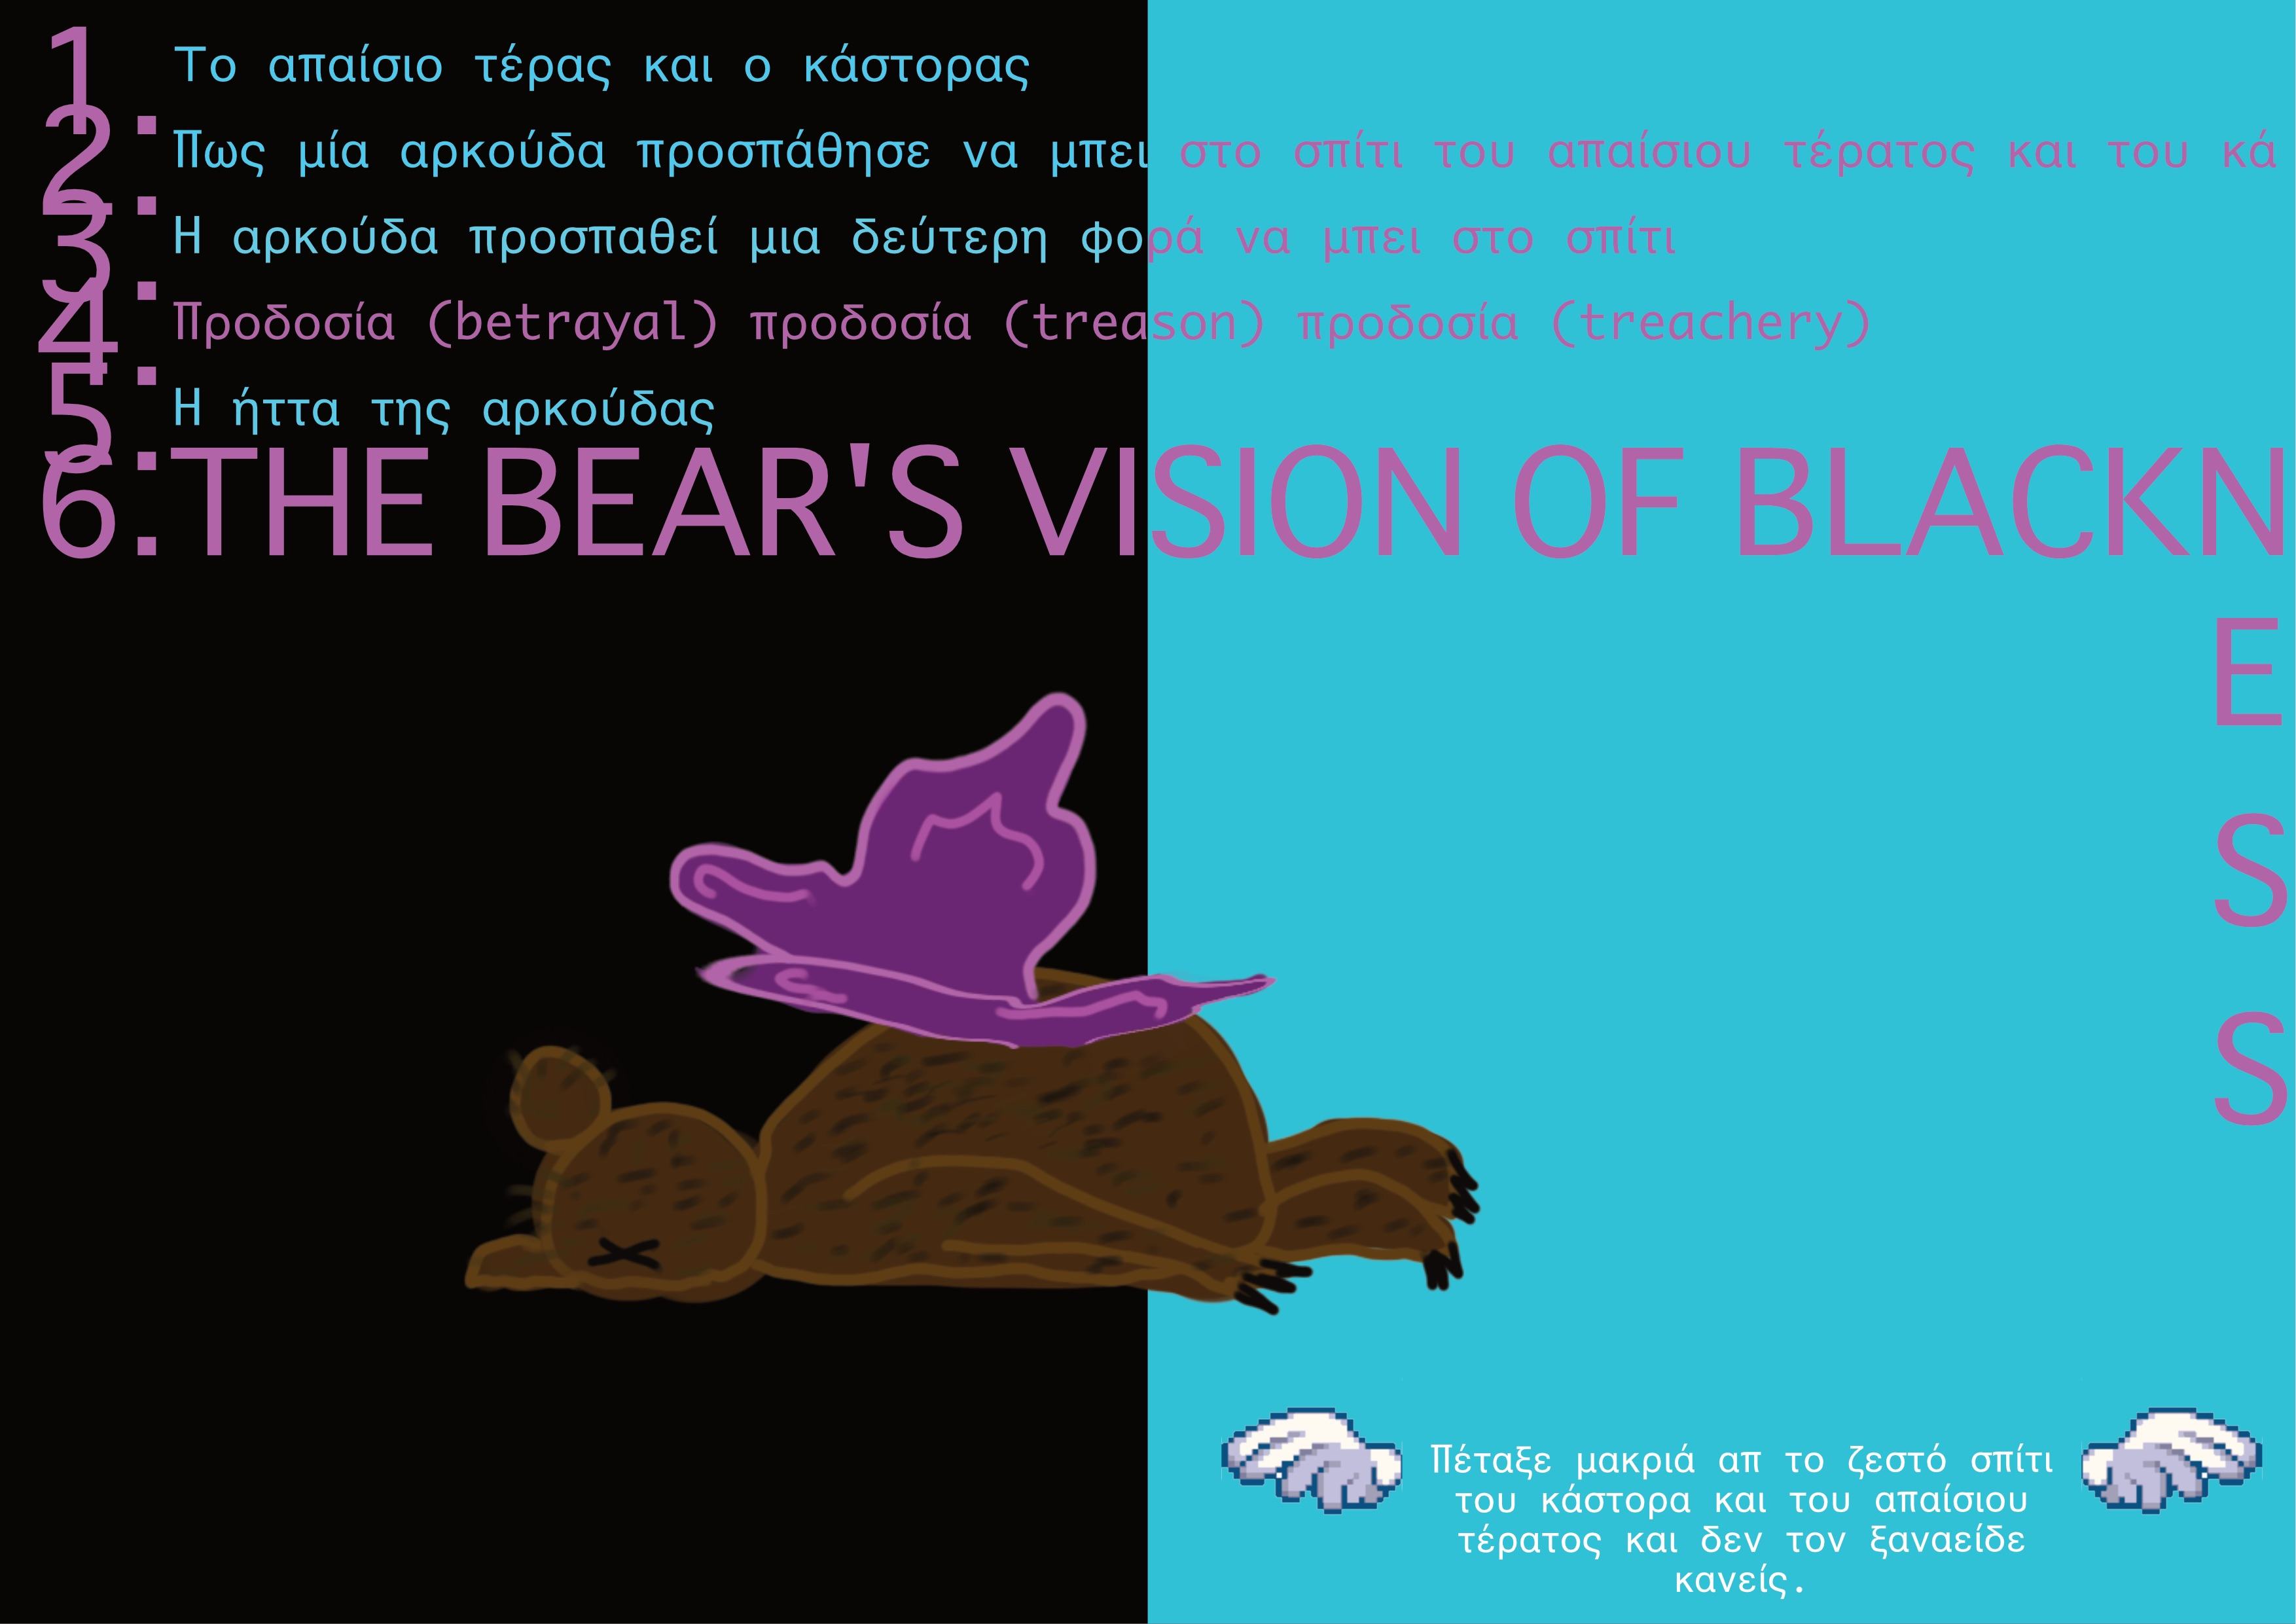 1. Το απαίσιο τέρας και ο κάστορας
2. Πως μία αρκούδα προσπάθησε να μπει στο σπίτι του απαίσιου τέρατος και του κά
3. Η αρκούδα προσπαθεί μια δεύτερη φορά να μπει στο σπίτι
4. Προδοσία (betrayal) προδοσία (treason) προδοσία (treachery)
5. Η ήττα της αρκούδας
6. THE BEAR'S VISION OF BLACKN
E
S
S
Πέταξε μακριά απ το ζεστό σπίτι
του κάστορα και του απαίσιου
τέρατος και δεν τον ξαναείδε
κανείς.